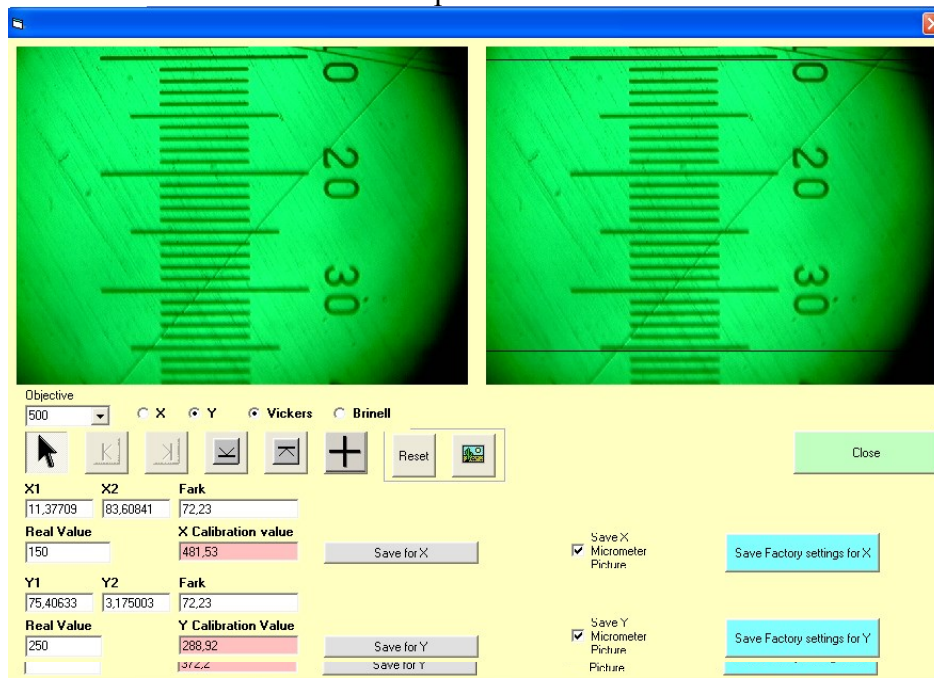 20 20
30 30
Objective
500 X Y Vickers Brinell
Reset Close
X1 X2 Fark
11,37709 83,60841 72,23
Real Value X Calibration value Save X
150 481,53 Save for X Micrometer Save Factory settings for X
Picture
Y1 Y2 Fark
75,40633 3,175003 72,23
Real Value Y Calibration Value Save Y
250 288,92 Save for Y Micrometer Save Factory settings for Y
Picture
372,2 Save for Y Picture